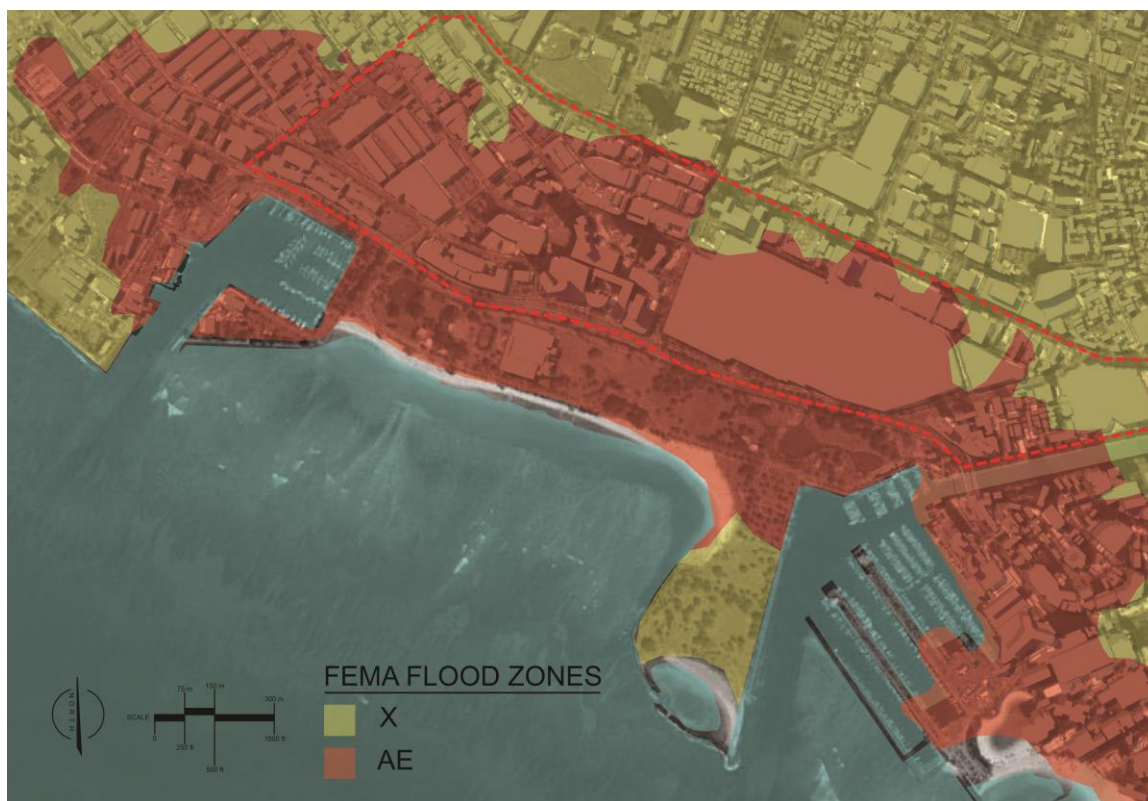 FEMA FLOOD ZONES
X
AE
NORTH
SCALE
75 m
150 m
300 m
0
250 ft
500 ft
1000 ft